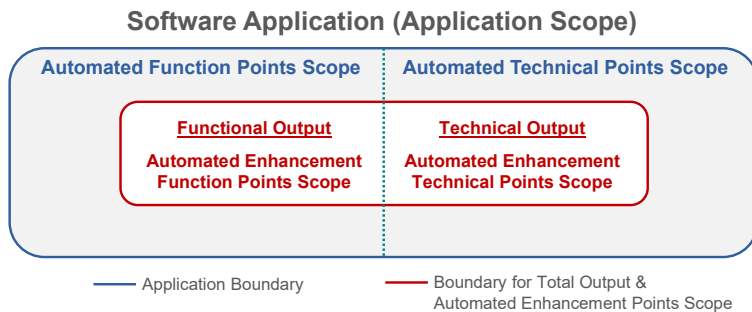 Software Application (Application Scope)
Automated Function Points Scope
Automated Technical Points Scope
Functional Output
Technical Output
Automated Enhancement
Function Points Scope
Automated Enhancement
Technical Points Scope
Application Boundary
Boundary for Total Output &
Automated Enhancement Points Scope